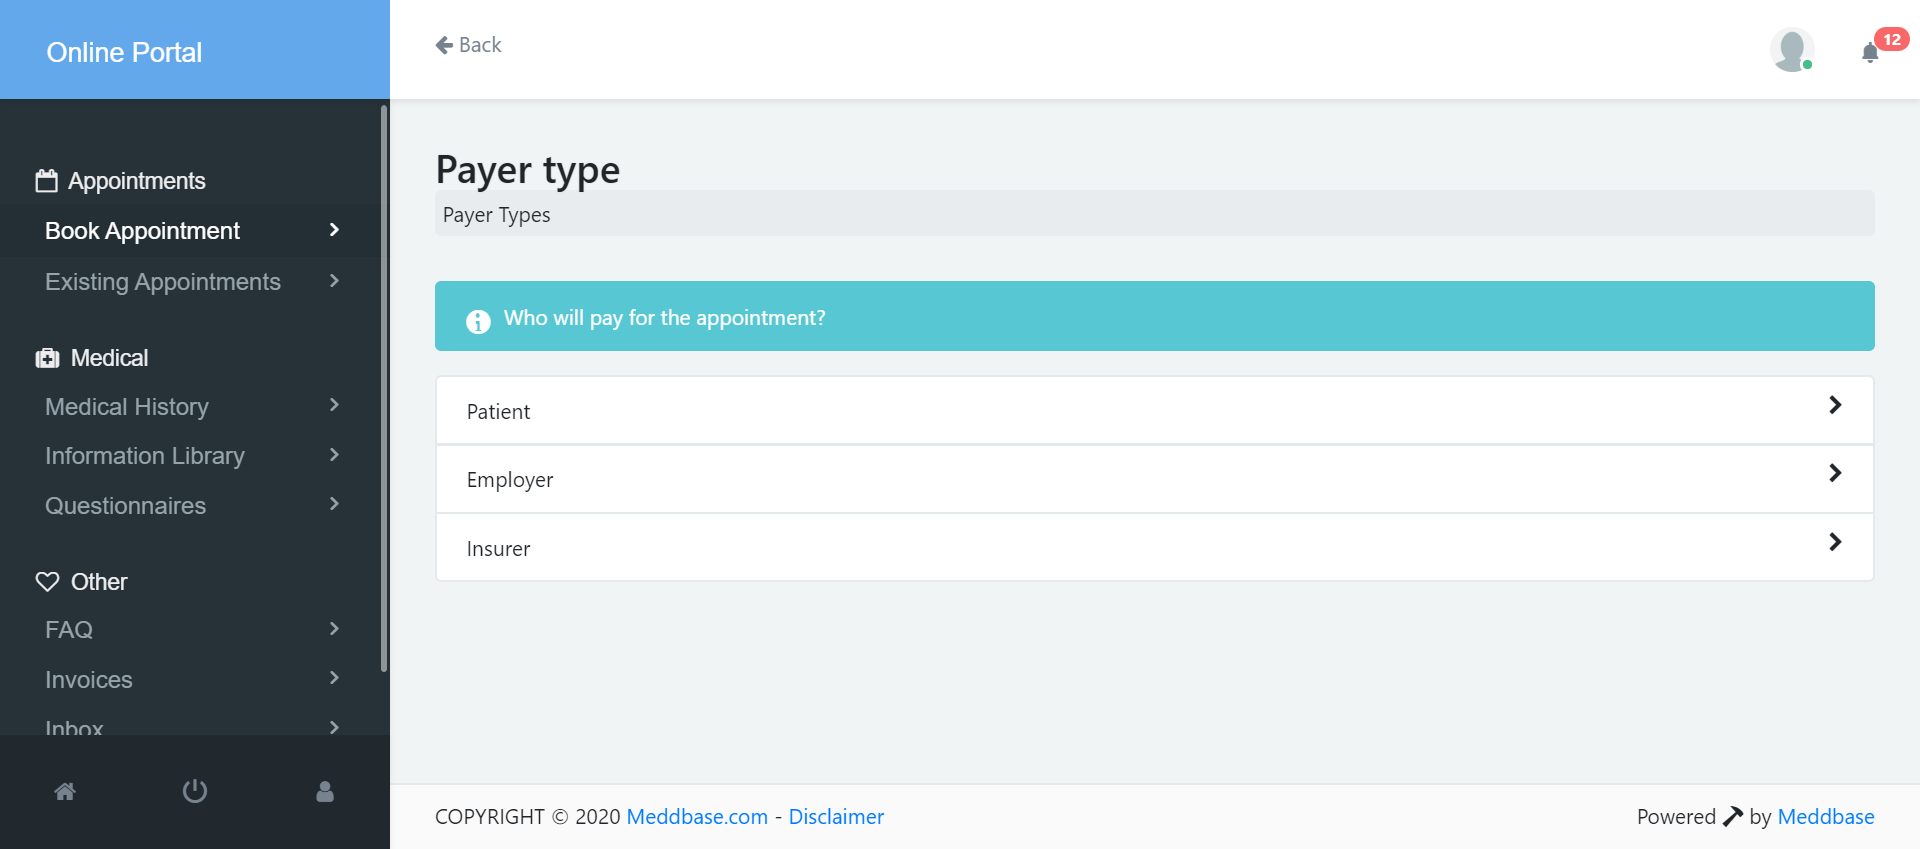 Online Portal
Back
12
Appointments
Book Appointment
Existing Appointments
Medical
Medical History
Information Library
Questionnaires
Other
FAQ
Invoices
Inbox
Payer type
Payer Types
Who will pay for the appointment?
Patient
Employer
Insurer
COPYRIGHT © 2020 Meddbase.com - Disclaimer
Powered by Meddbase